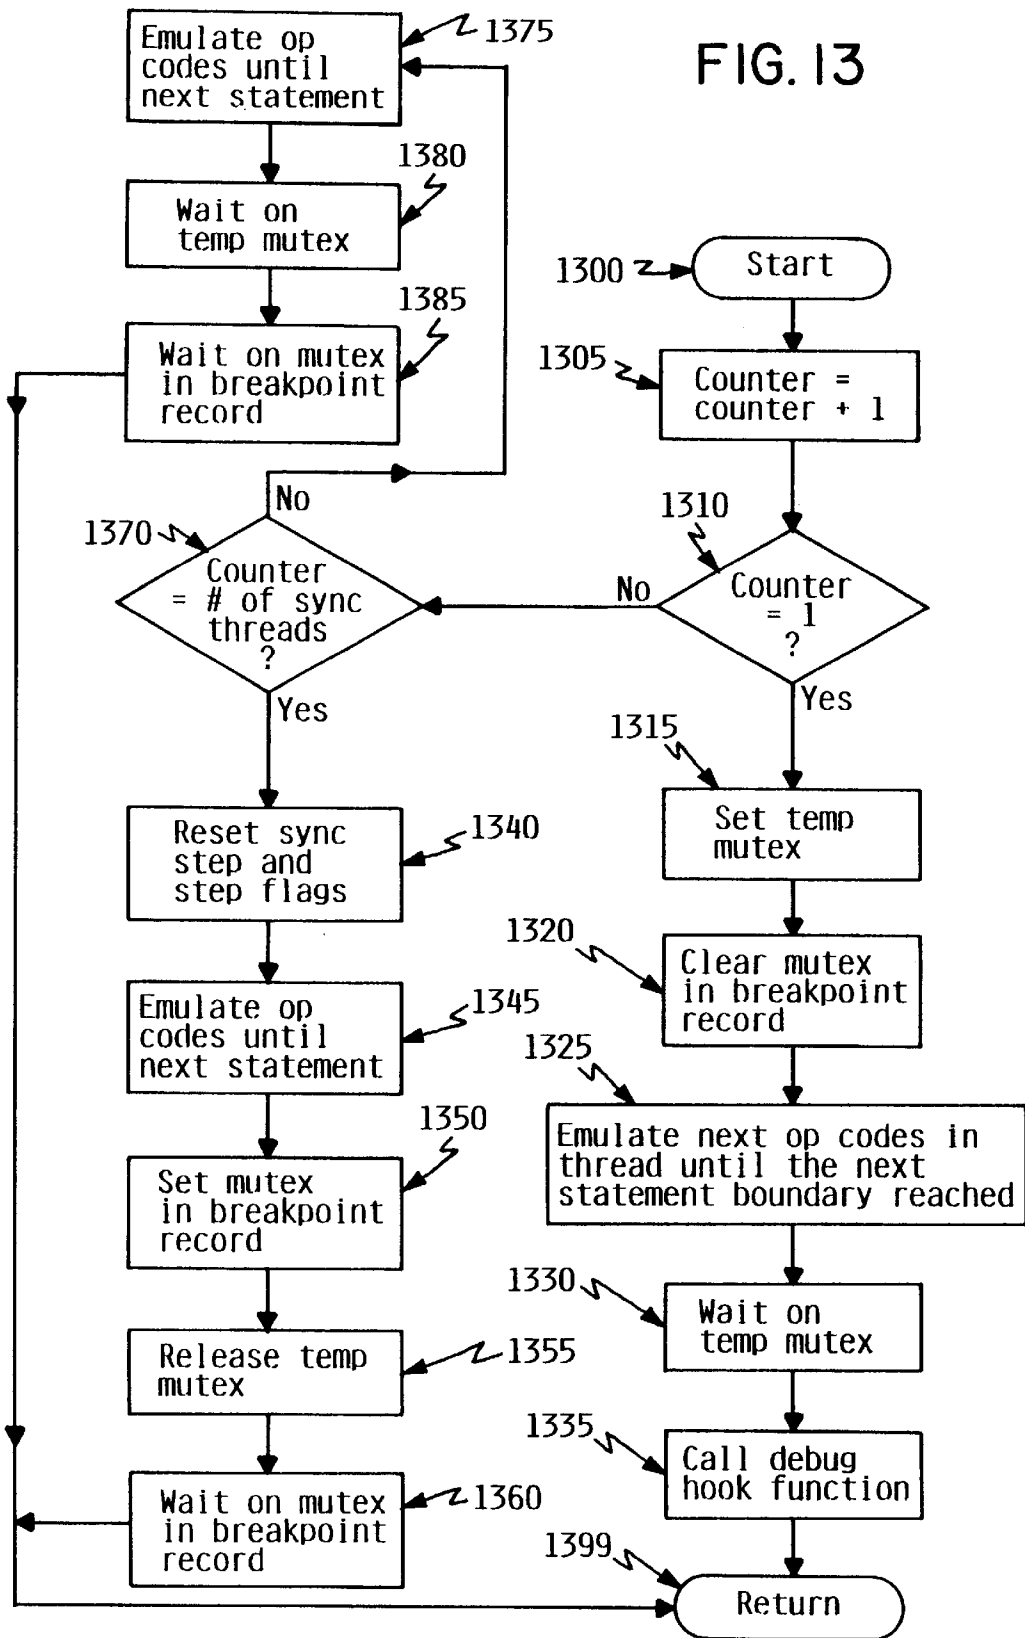 FIG. 13
1375
Emulate op
codes until
next statement
1380
Wait on
temp mutex
1385
Wait on mutex
in breakpoint
record
1300
Start
1305
Counter =
counter + 1
1310
Counter
= 1
?
No
Yes
1370
Counter
= # of sync
threads
?
No
Yes
1315
Set temp
mutex
1320
Clear mutex
in breakpoint
record
1325
Emulate next op codes in
thread until the next
statement boundary reached
1330
Wait on
temp mutex
1335
Call debug
hook function
1340
Reset sync
step and
step flags
1345
Emulate op
codes until
next statement
1350
Set mutex
in breakpoint
record
1355
Release temp
mutex
1360
Wait on mutex
in breakpoint
record
1399
Return